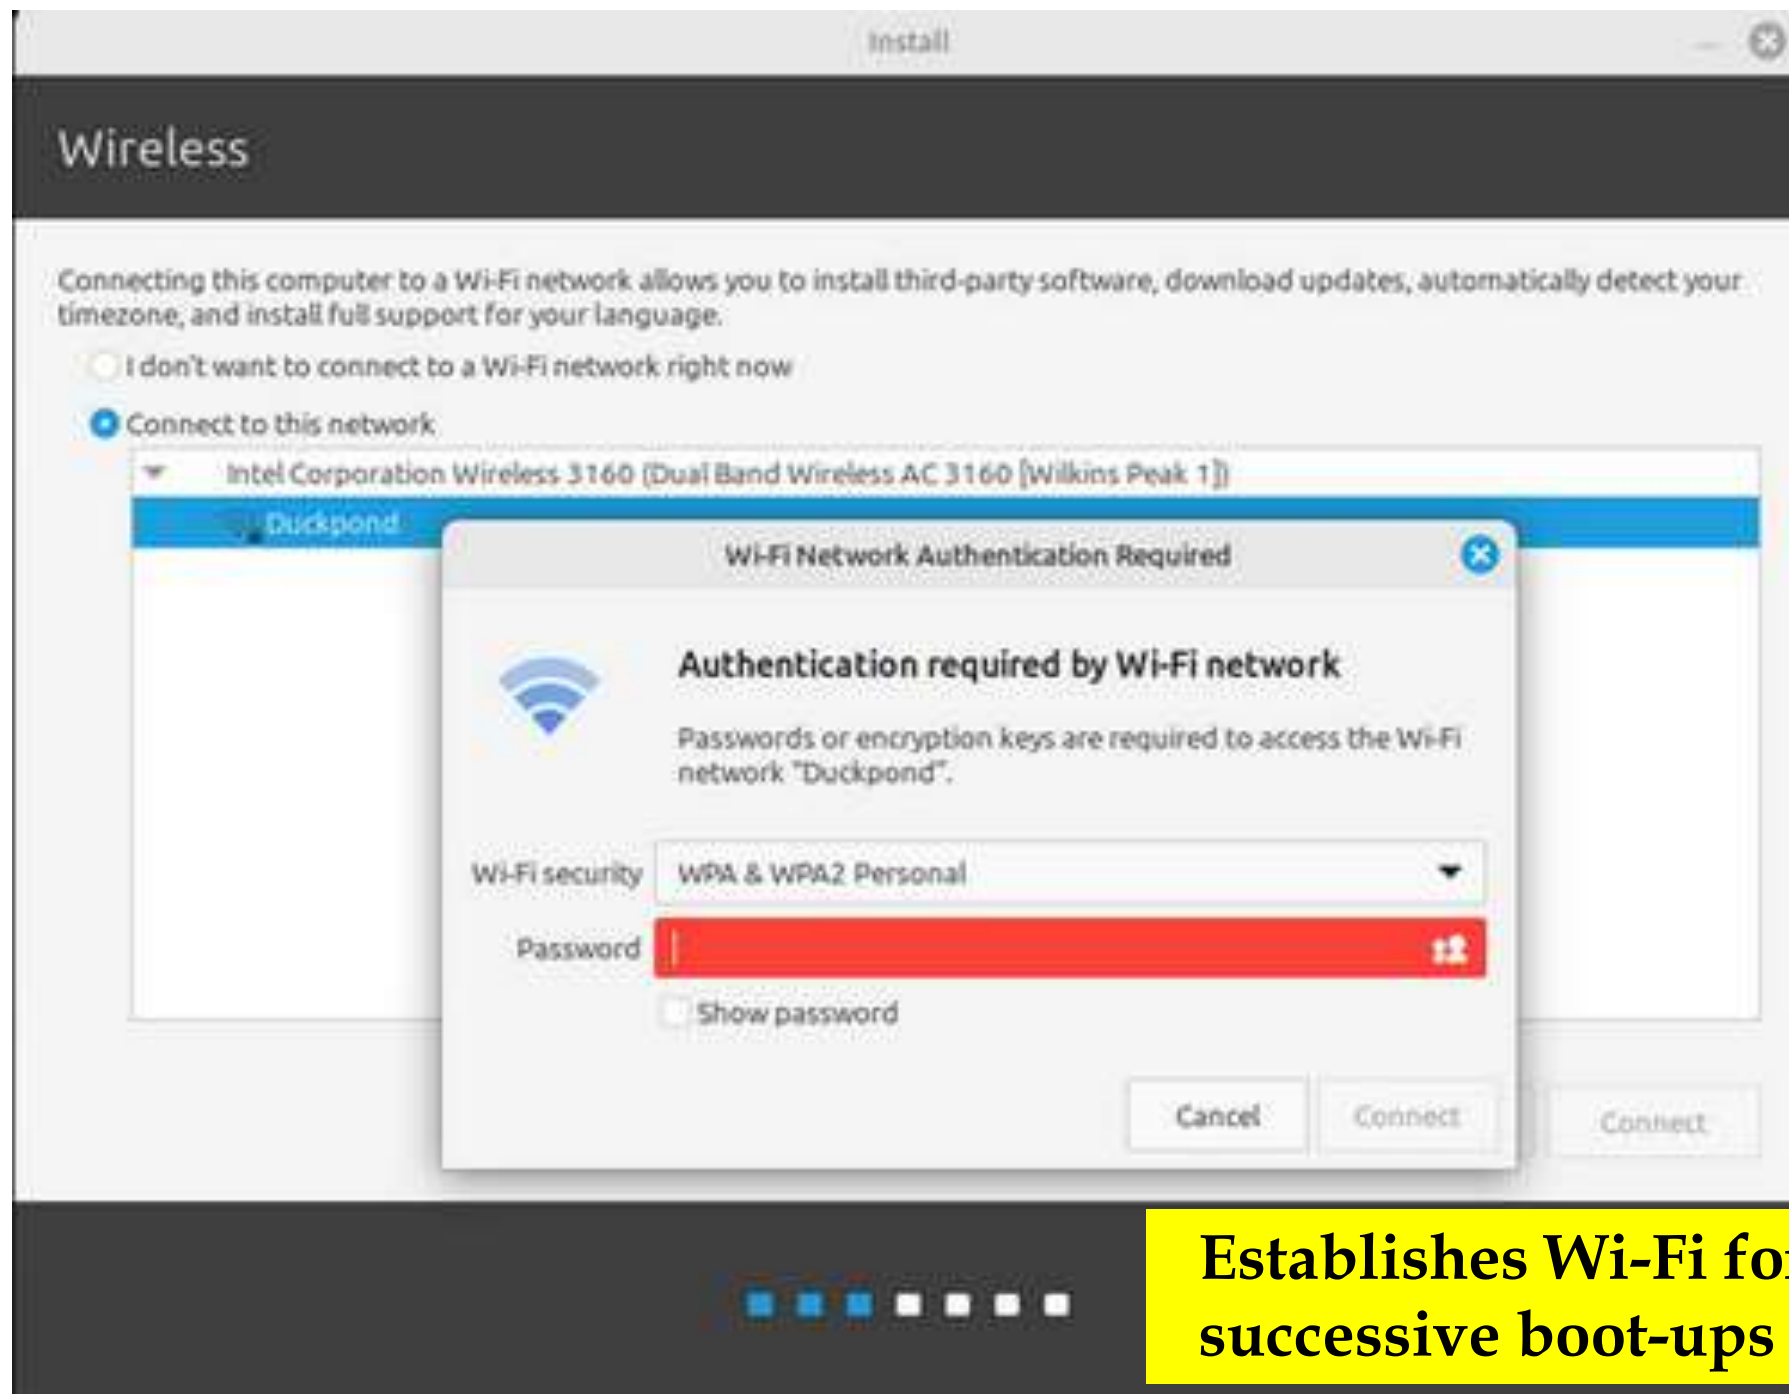 Install
Wireless
Connecting this computer to a Wi-Fi network allows you to install third-party software, download updates, automatically detect your
timezone, and install full support for your language.
I don't want to connect to a Wi-Fi network right now
Connect to this network
Intel Corporation Wireless 3160 (Dual Band Wireless AC 3160 [Wilkins Peak 1])
Duckpond
Wi-Fi Network Authentication Required
Authentication required by Wi-Fi network
Passwords or encryption keys are required to access the Wi-Fi
network "Duckpond".
Wi-Fi security WPA & WPA2 Personal
Password
Show password
Cancel Connect Connect
Establishes Wi-Fi for
successive boot-ups